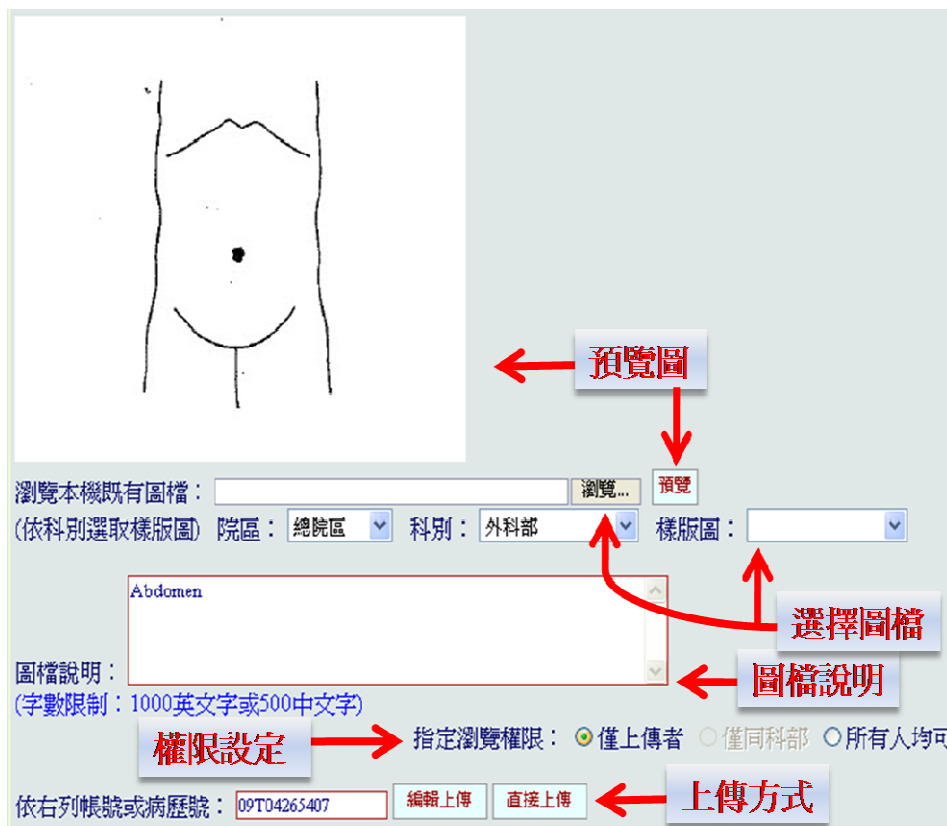 預覽圖
瀏覽本機既有圖檔： 瀏覽... 預覽
(依科別選取樣版圖) 院區： 總院區 科別： 外科部 樣版圖：
Abdomen
選擇圖檔
圖檔說明： 圖檔說明
(字數限制：1000英文字或500中文字)
權限設定 指定瀏覽權限： 僅上傳者 僅同科部 所有人均可
依右列帳號或病歷號： 09T04265407 編輯上傳 直接上傳 上傳方式